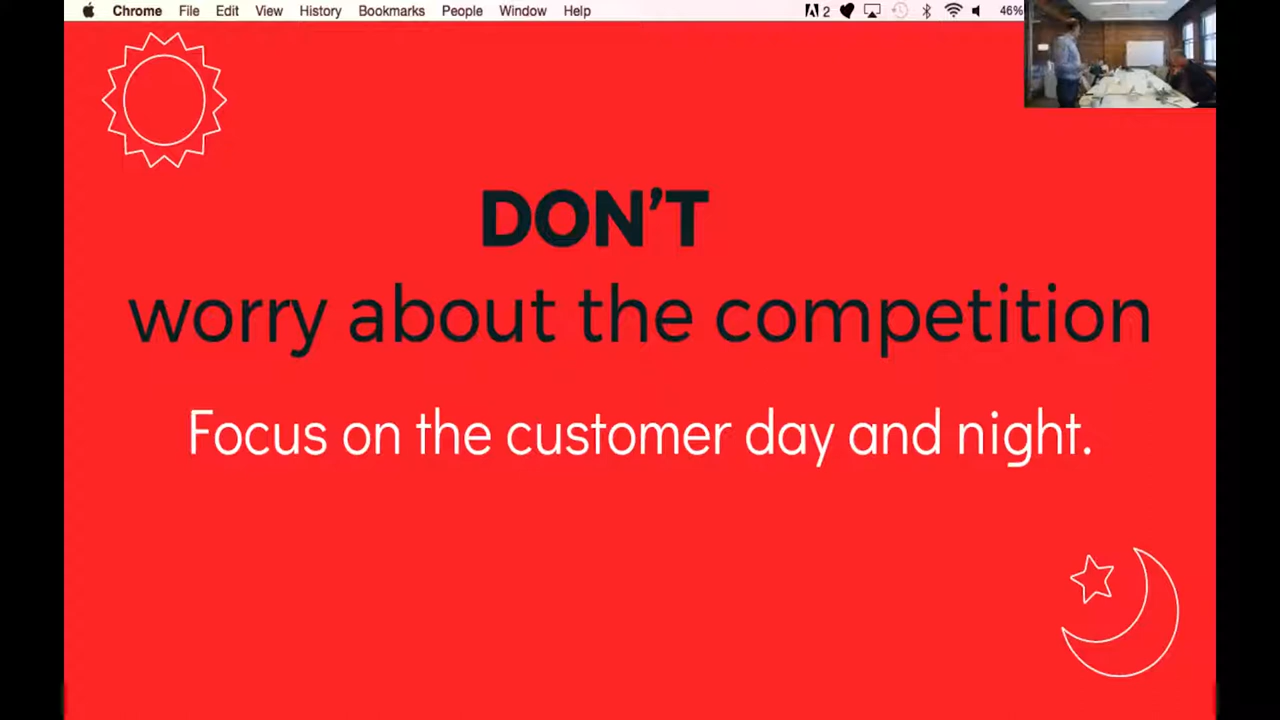 Chrome File Edit View History Bookmarks People Window Help 2 46%
DON’T
worry about the competition
Focus on the customer day and night.